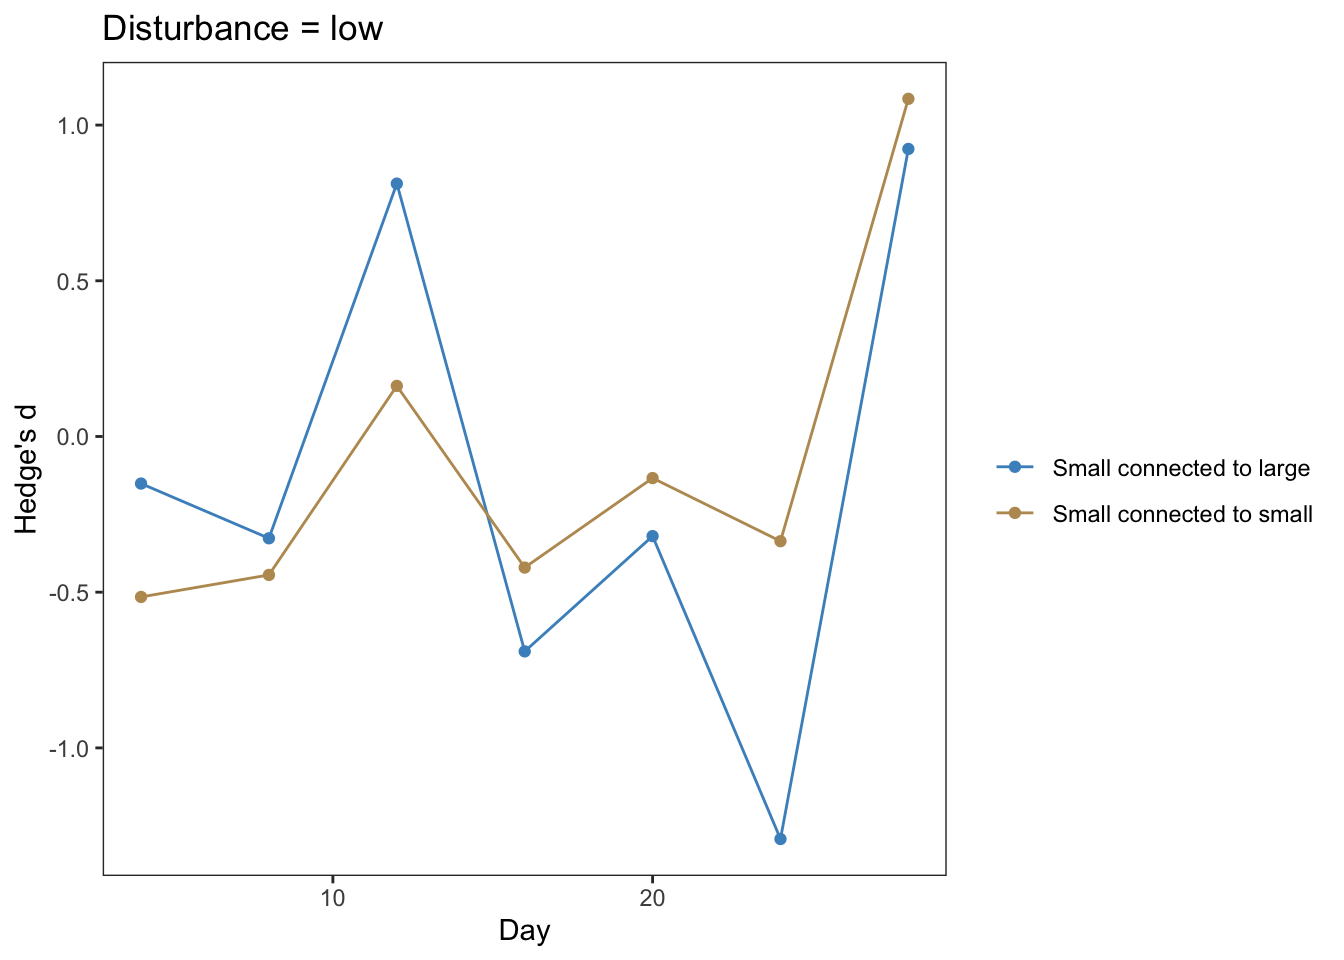 Disturbance = low
1.0
0.5
0.0
-0.5
-1.0
Hedge's d
10
20
Day
Small connected to large
Small connected to small